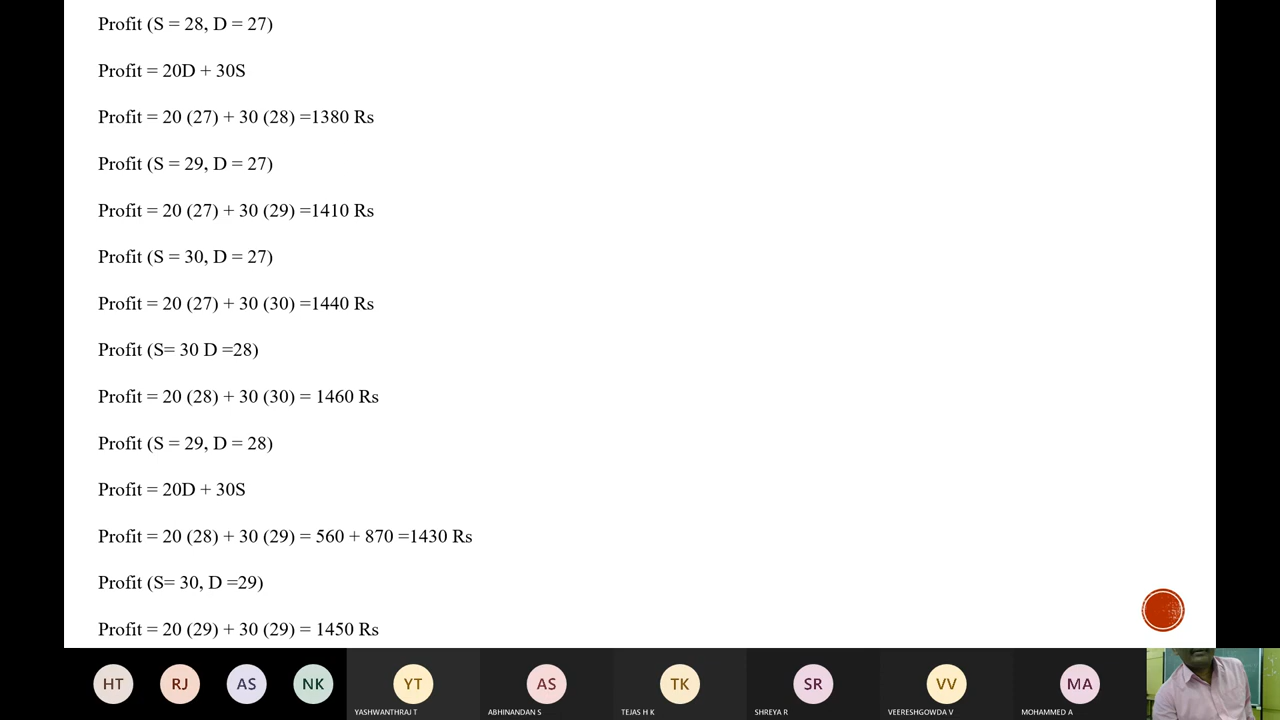 Profit (S = 28, D = 27)
Profit = 20D + 30S
Profit = 20 (27) + 30 (28) =1380 Rs
Profit (S = 29, D = 27)
Profit = 20 (27) + 30 (29) =1410 Rs
Profit (S = 30, D = 27)
Profit = 20 (27) + 30 (30) =1440 Rs
Profit (S= 30 D =28)
Profit = 20 (28) + 30 (30) = 1460 Rs
Profit (S = 29, D = 28)
Profit = 20D + 30S
Profit = 20 (28) + 30 (29) = 560 + 870 =1430 Rs
Profit (S= 30, D =29)
Profit = 20 (29) + 30 (29) = 1450 Rs
HT RJ AS NK YT AS TK SR VV MA
YASHWANTHRAJ T ABHINANDAN S TEJAS H K SHREYA R VEERESHGOWDA V MOHAMMED A